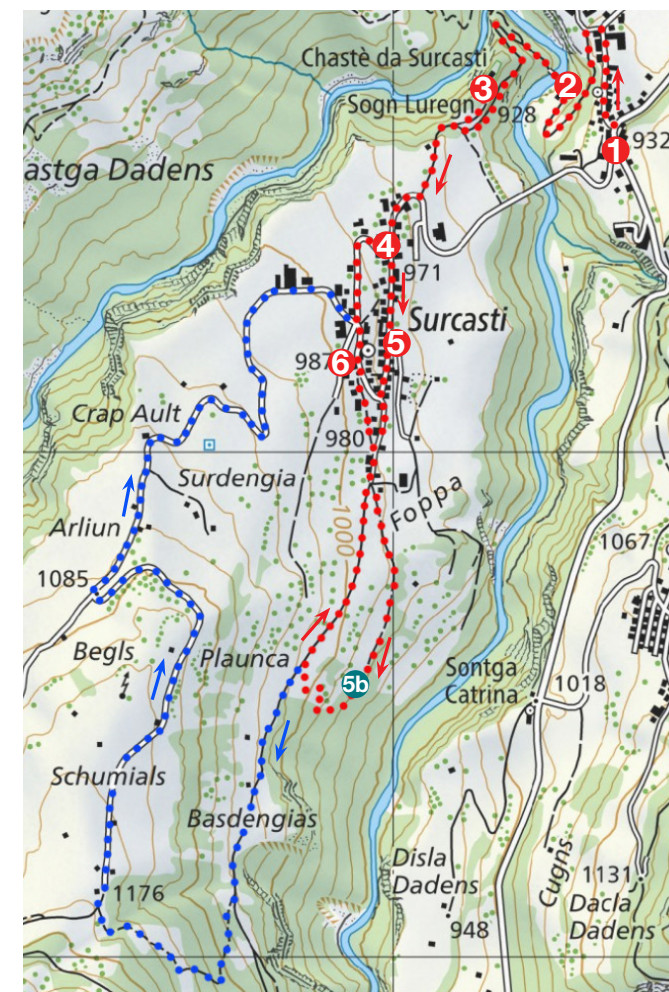 Chastè da Surcasti
2
3
Sogn Luregn
928
1
932
astga Dadens
4
971
Surcasti
5
987
6
Crap Ault
980
Surdengia
Foppa
1000
Arliun
1067
1085
Begls
Plaunca
5b
Sontga
Catrina
1018
Schumials
Basdengias
Disla
Dadens
Cugns
1131
Dacla
Dadens
1176
948